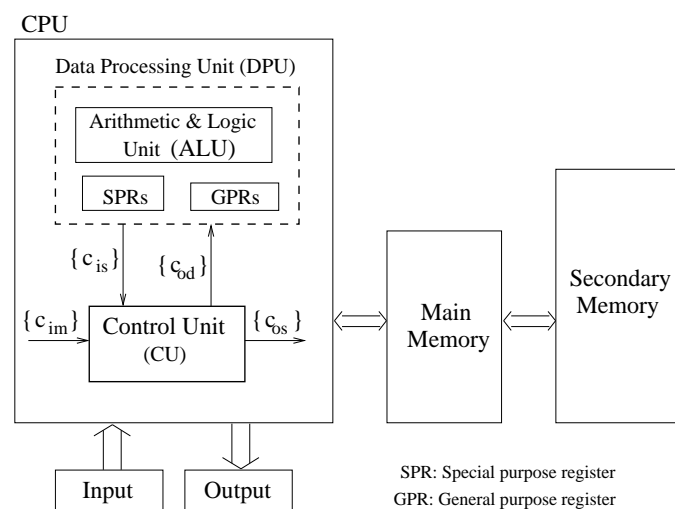 CPU
Data Processing Unit (DPU)
Arithmetic & Logic
Unit (ALU)
SPRs
GPRs
{c_is}
{c_od}
{c_im}
Control Unit
(CU)
{c_os}
Main
Memory
Secondary
Memory
Input
Output
SPR: Special purpose register
GPR: General purpose register